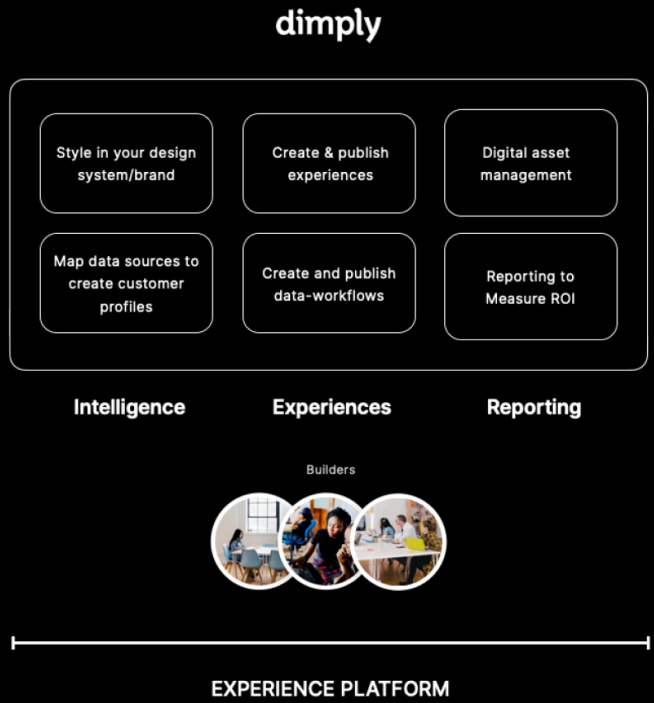 dimply
Style in your design
system/brand
Create & publish
experiences
Digital asset
management
Map data sources to
create customer
profiles
Create and publish
data-workflows
Reporting to
Measure ROI
Intelligence
Experiences
Reporting
Builders
EXPERIENCE PLATFORM